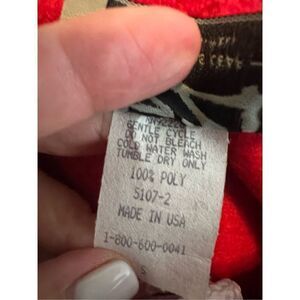 GENTLE CYCLE
DO NOT BLEACH
COLD WATER WASH
TUMBLE DRY ONLY
100% POLY
5107-2
MADE IN USA
1-800-600-0041
S